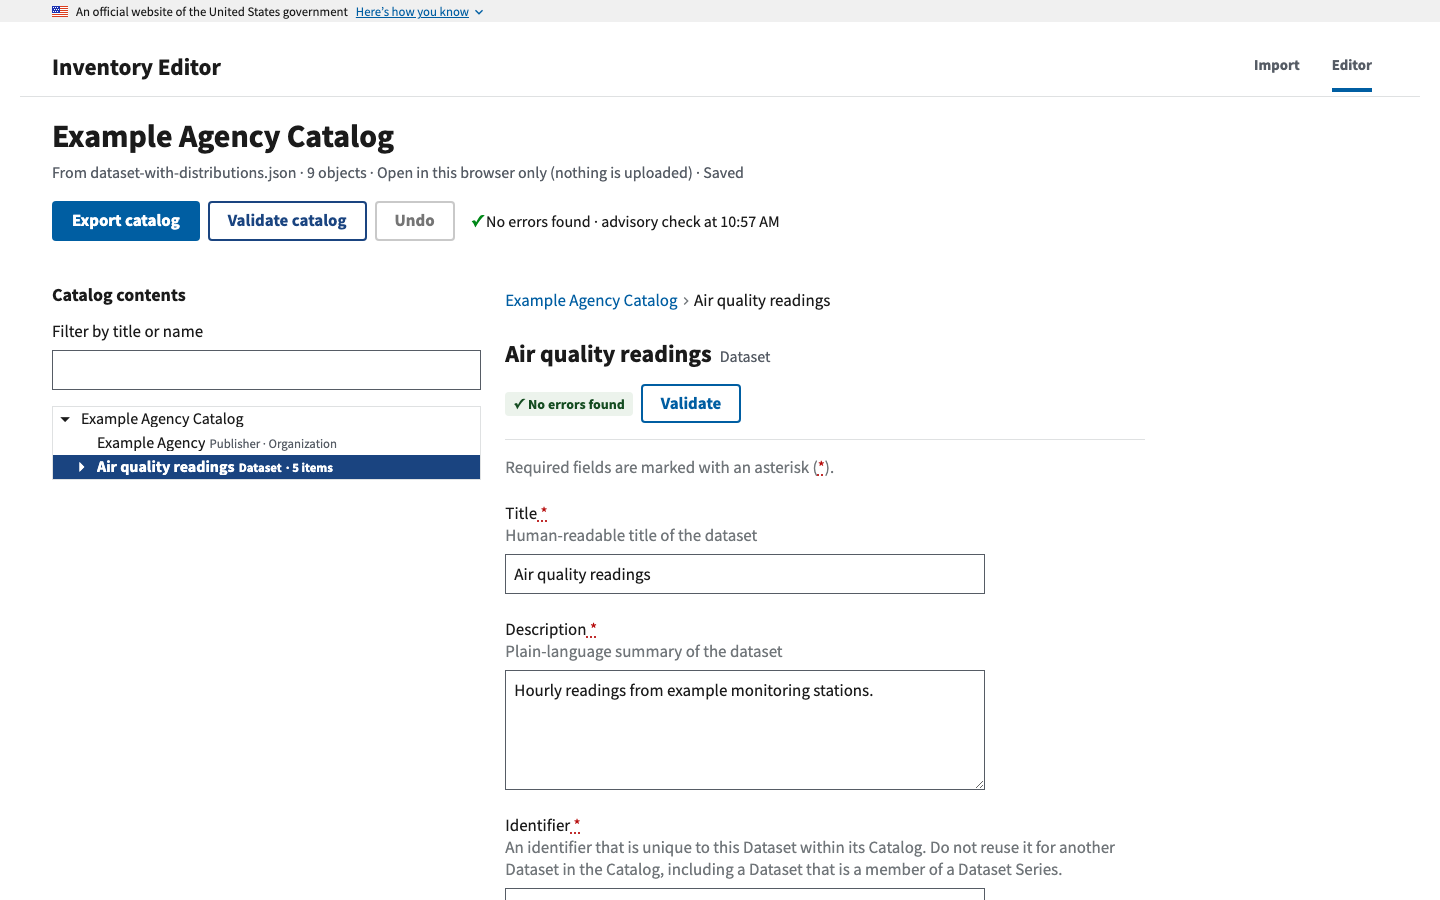 An official website of the United States government Here's how you know
Inventory Editor
Import
Editor
Example Agency Catalog
From dataset-with-distributions.json · 9 objects · Open in this browser only (nothing is uploaded) · Saved
Export catalog
Validate catalog
Undo
✓No errors found · advisory check at 10:57 AM
Catalog contents
Filter by title or name
Example Agency Catalog
Example Agency Publisher · Organization
Air quality readings Dataset · 5 items
Example Agency Catalog › Air quality readings
Air quality readings Dataset
✓ No errors found
Validate
Required fields are marked with an asterisk (*).
Title *
Human-readable title of the dataset
Air quality readings
Description *
Plain-language summary of the dataset
Hourly readings from example monitoring stations.
Identifier *
An identifier that is unique to this Dataset within its Catalog. Do not reuse it for another
Dataset in the Catalog, including a Dataset that is a member of a Dataset Series.